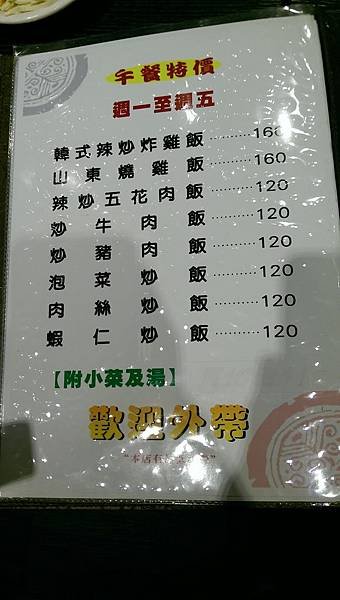 午餐特價
週一至週五
韓式辣炒炸雞飯··········160
山東燒雞飯··········160
辣炒五花肉飯··········120
炒牛肉飯··········120
炒豬肉飯··········120
泡菜炒飯··········120
肉絲炒飯··········120
蝦仁炒飯··········120
【附小菜及湯】
歡迎外帶
"本店有